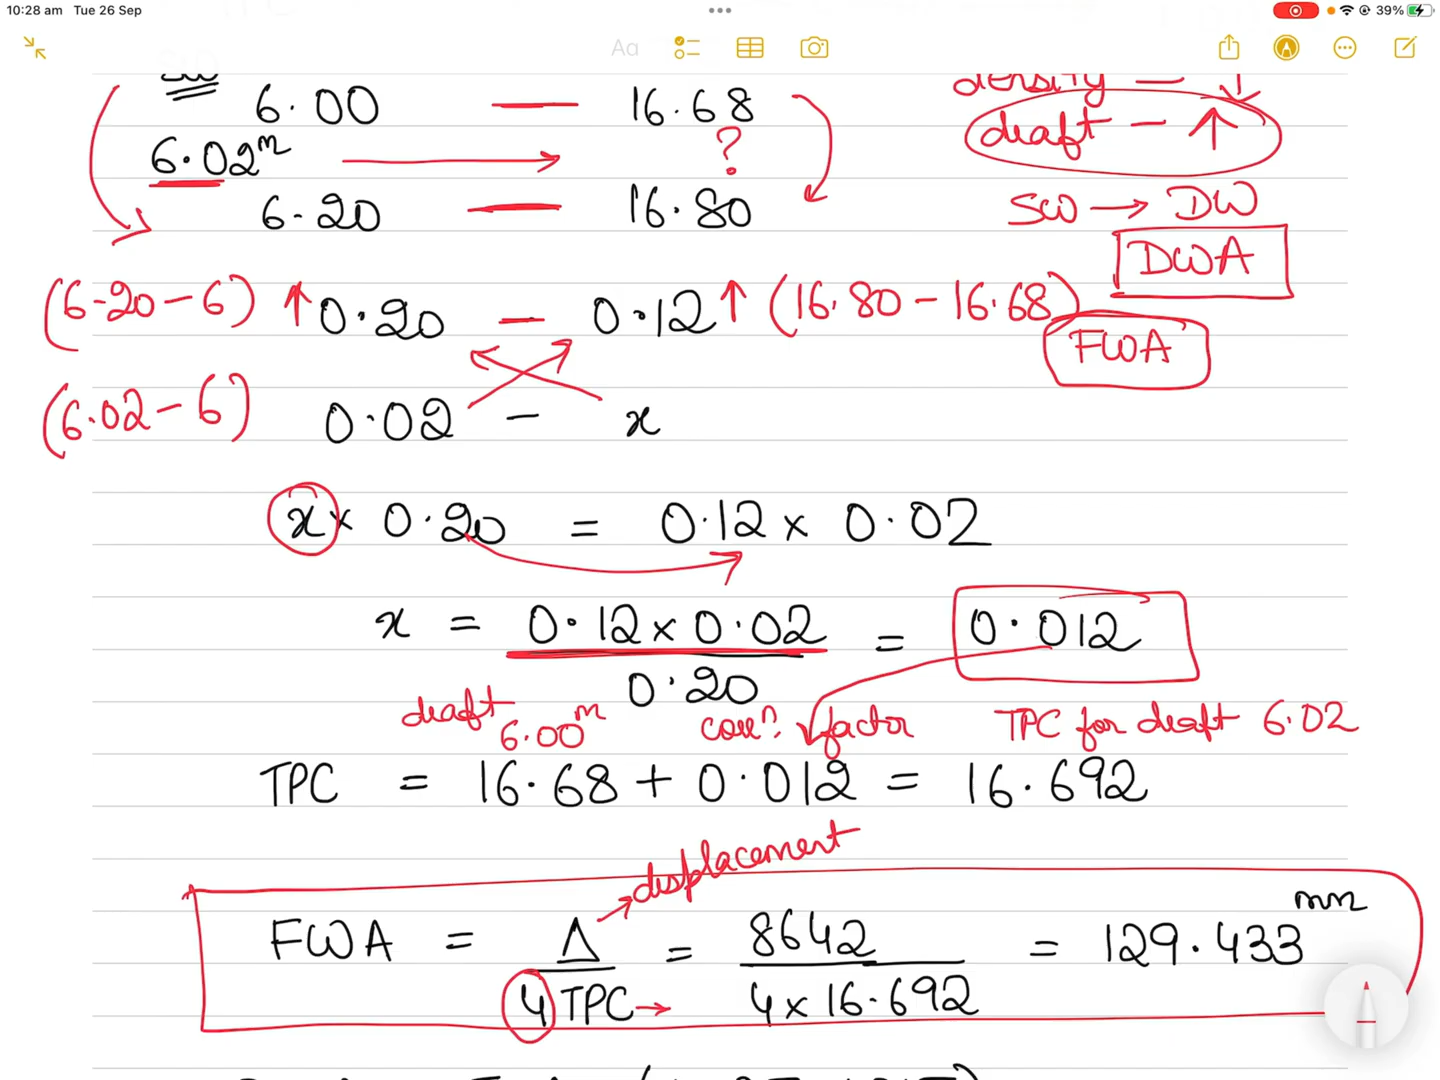 10:28 am Tue 26 Sep
39%
Aa
SW
density — ↓
6.00 — 16.68
draft — ↑
6.02m → ?
6.20 — 16.80
SW → DW
DWA
(6.20 – 6) ↑ 0.20 — 0.12 ↑ (16.80 – 16.68)
FWA
(6.02 – 6) 0.02 – x
x × 0.20 = 0.12 × 0.02
x = 0.12 × 0.02 / 0.20 = 0.012
draft 6.00m corrn. factor TPC for draft 6.02
TPC = 16.68 + 0.012 = 16.692
displacement
FWA = Δ / 4 TPC = 8642 / 4 × 16.692 = 129.433 mm